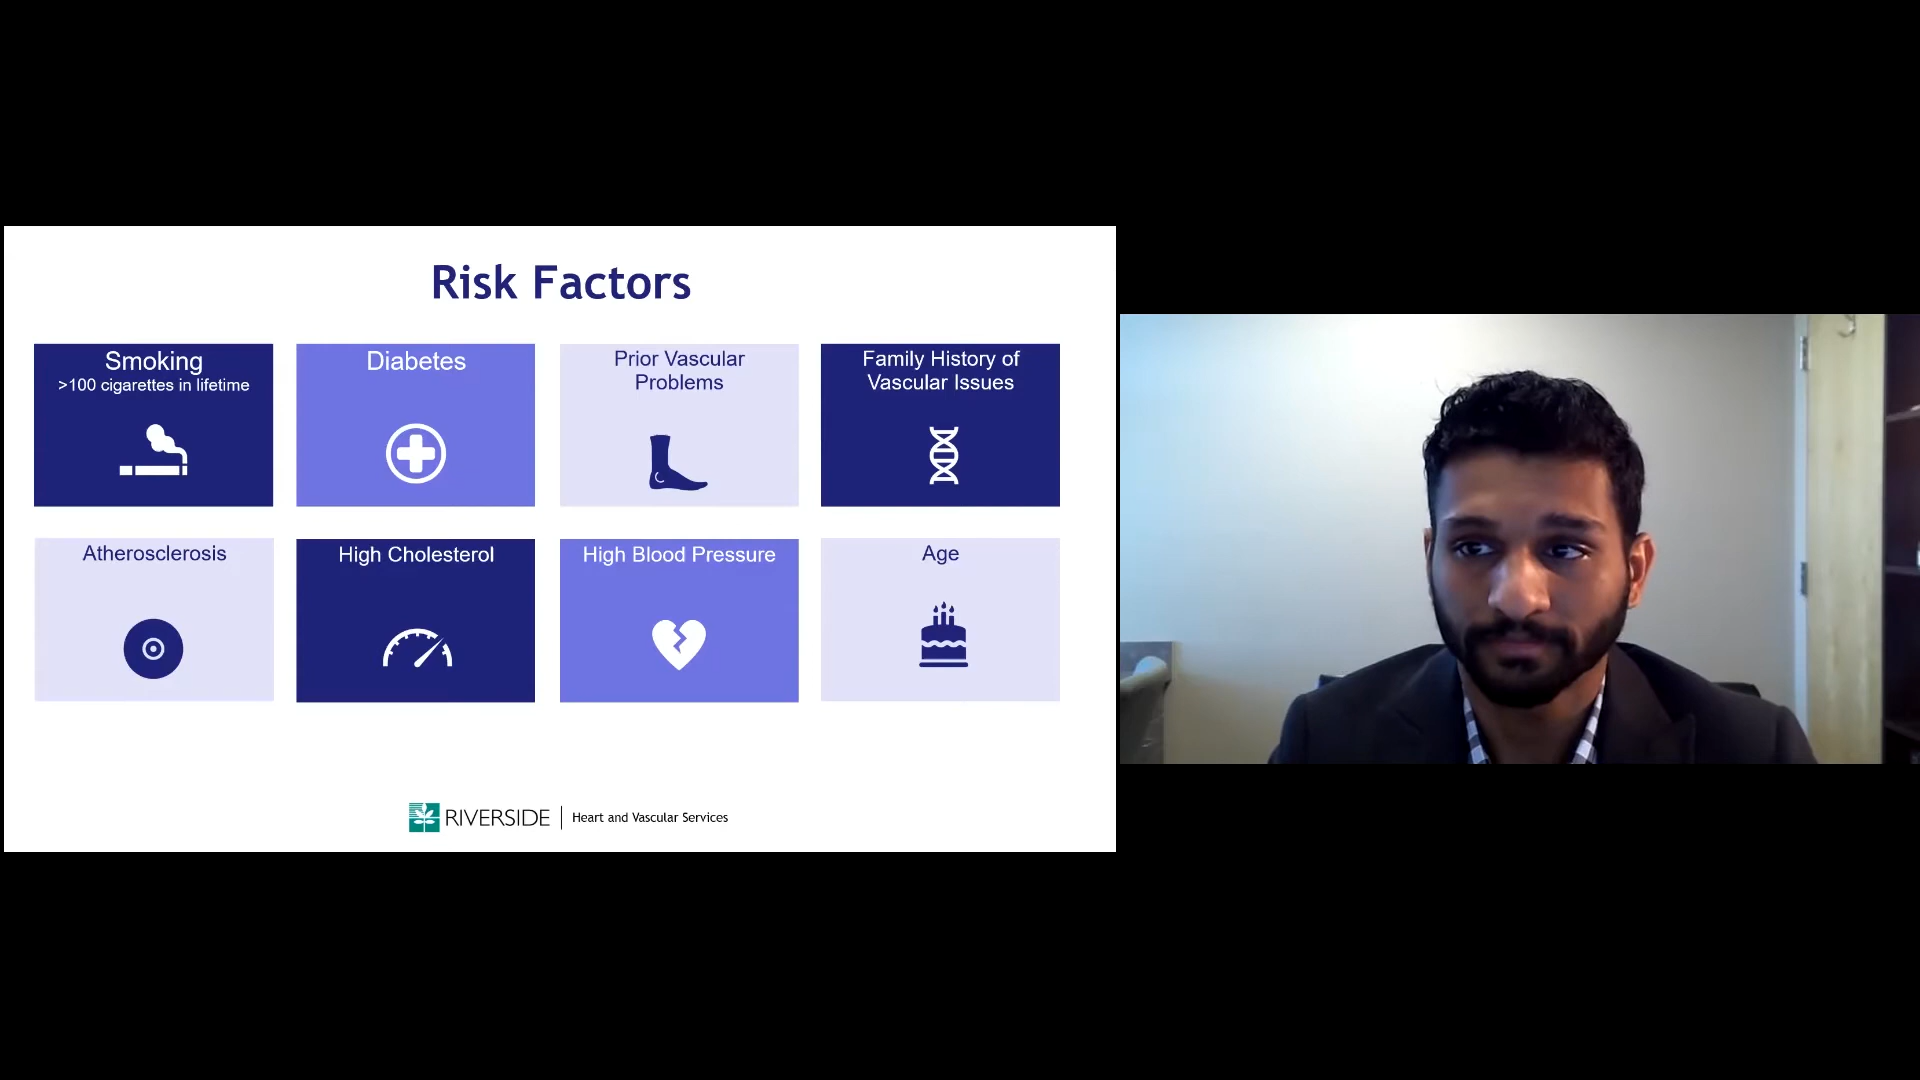 Risk Factors
Smoking
>100 cigarettes in lifetime
Diabetes
Prior Vascular
Problems
Family History of
Vascular Issues
Atherosclerosis
High Cholesterol
High Blood Pressure
Age
RIVERSIDE
Heart and Vascular Services